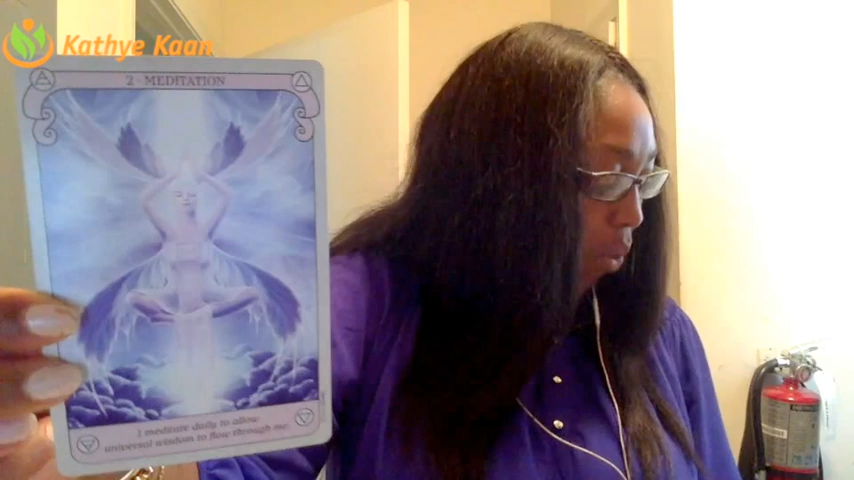 Kathye Kaan
2 - MEDITATION
I meditate daily to allow
universal wisdom to flow through me.